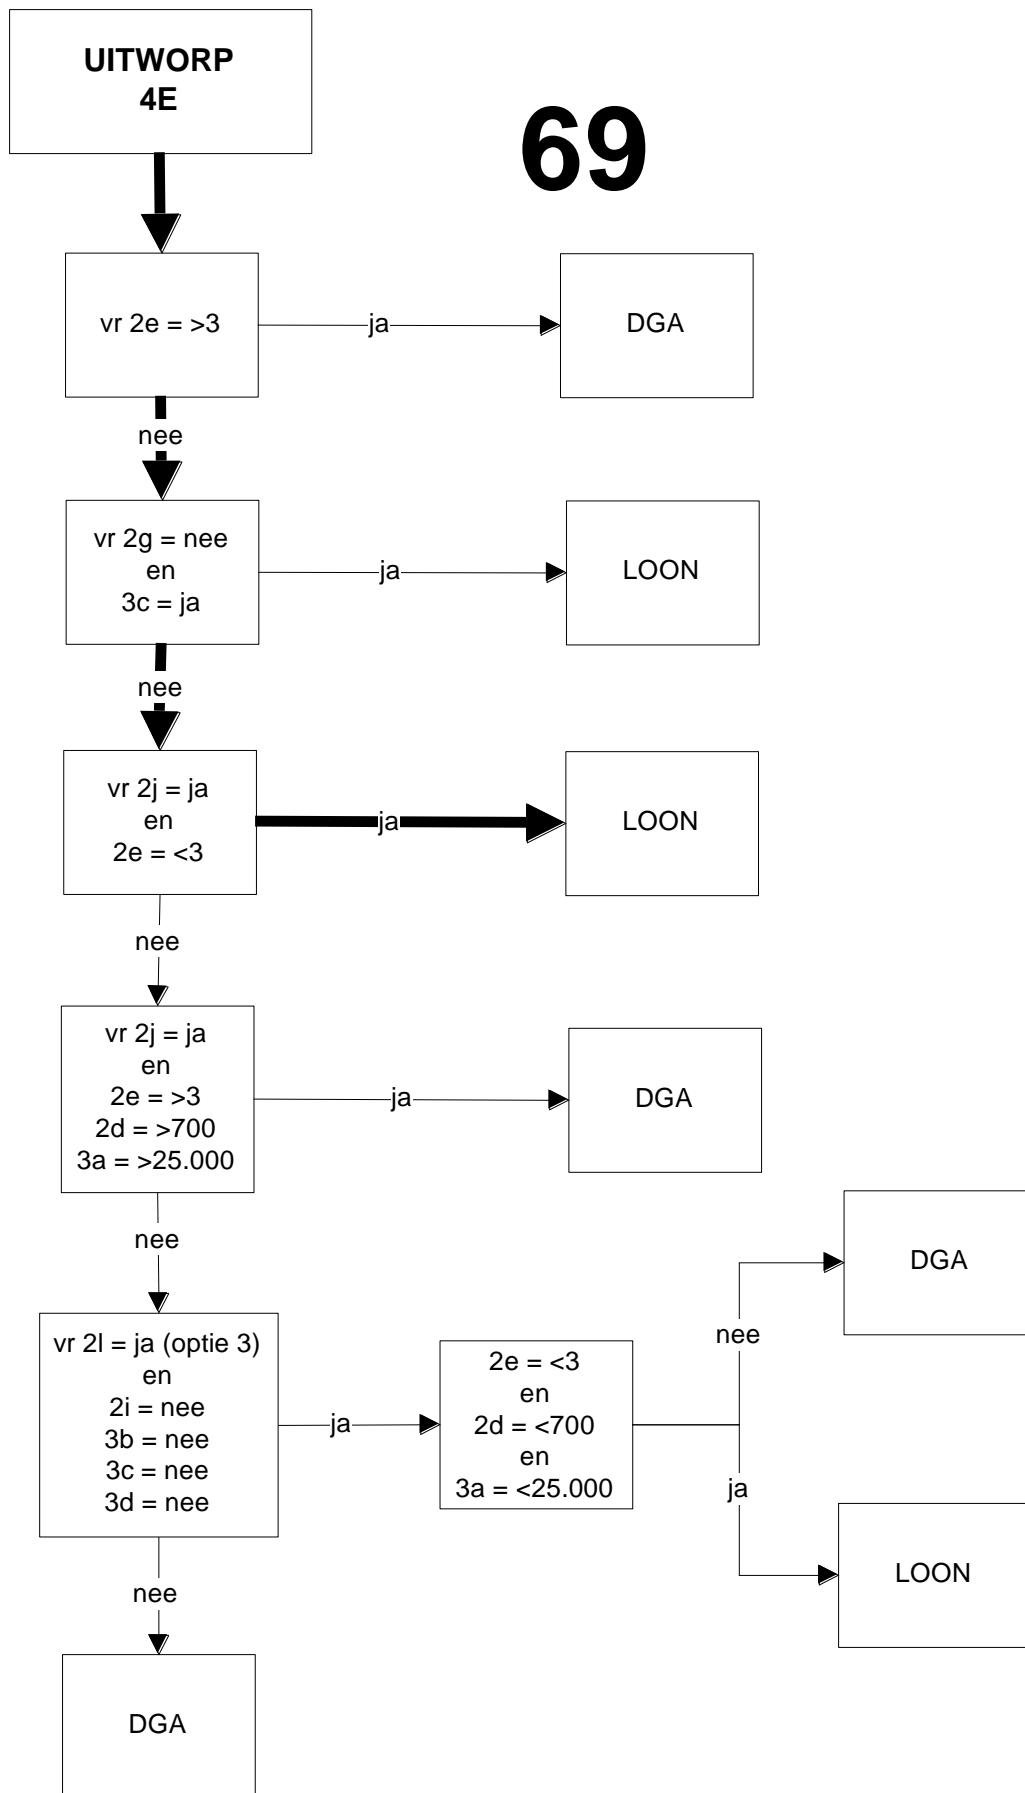 UITWORP
4E
69
vr 2e = >3
ja
DGA
nee
vr 2g = nee
en
3c = ja
ja
LOON
nee
vr 2j = ja
en
2e = <3
ja
LOON
nee
vr 2j = ja
en
2e = >3
2d = >700
3a = >25.000
ja
DGA
nee
vr 2l = ja (optie 3)
en
2i = nee
3b = nee
3c = nee
3d = nee
ja
2e = <3
en
2d = <700
en
3a = <25.000
nee
DGA
ja
LOON
nee
DGA